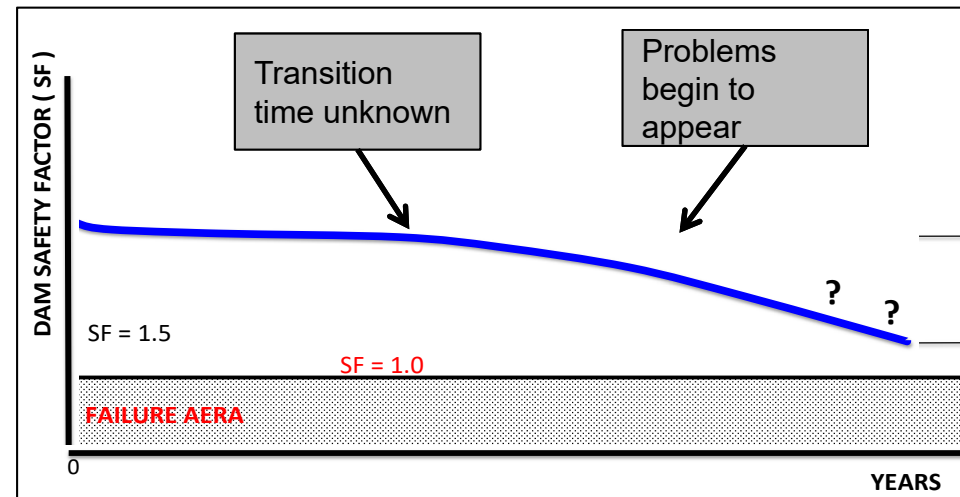 DAM SAFETY FACTOR ( SF )
Transition
time unknown
Problems
begin to
appear
?
?
SF = 1.5
SF = 1.0
FAILURE AERA
0
YEARS